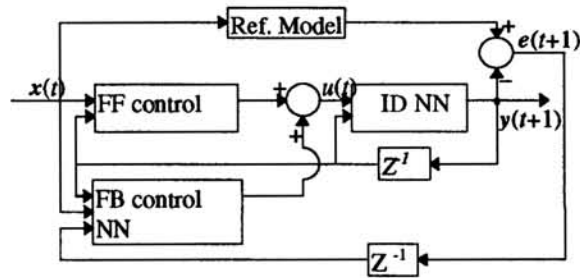 Ref. Model
+
e(t+1)
x(t)
FF control
+
u(t)
ID NN
−
y(t+1)
+
Z⁻¹
FB control
NN
Z⁻¹